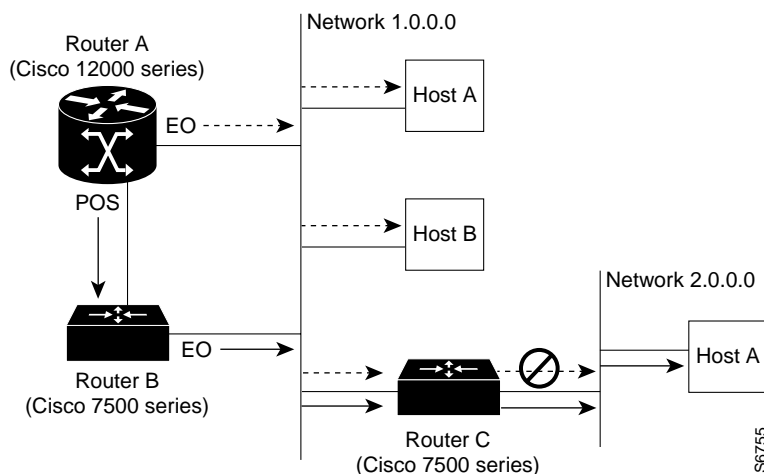 Network 1.0.0.0
Router A
(Cisco 12000 series)
Host A
EO
POS
Host B
Network 2.0.0.0
EO
Host A
Router B
(Cisco 7500 series)
Router C
(Cisco 7500 series)
S6755